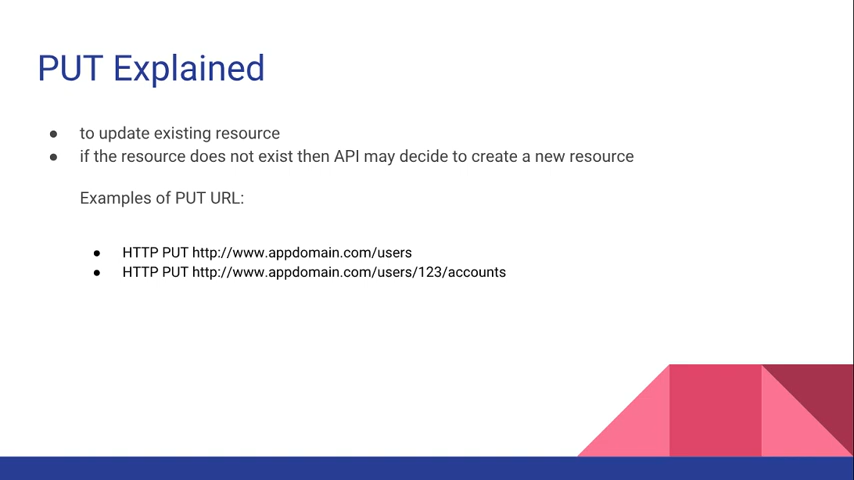 PUT Explained
● to update existing resource
● if the resource does not exist then API may decide to create a new resource
Examples of PUT URL:
● HTTP PUT http://www.appdomain.com/users
● HTTP PUT http://www.appdomain.com/users/123/accounts